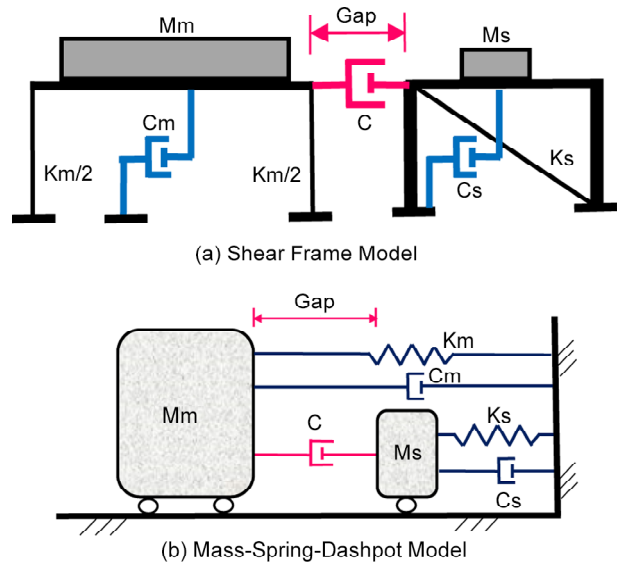 Mm
Gap
Ms
C
Cm
Km/2
Km/2
Cs
Ks
(a) Shear Frame Model
Gap
Km
Cm
Mm
C
Ms
Ks
Cs
(b) Mass-Spring-Dashpot Model